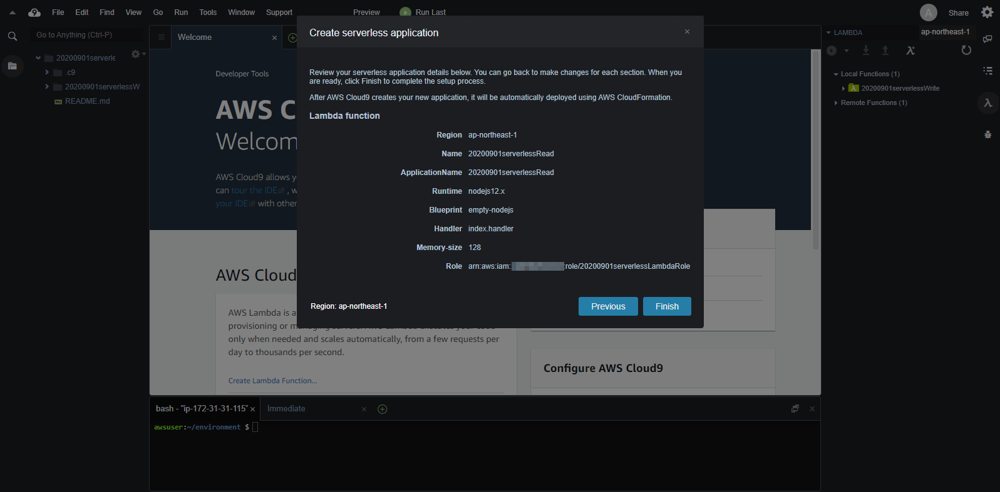 File Edit Find View Go Run Tools Window Support Preview Run Last A Share
Go to Anything (Ctrl-P)
20200901serverle
.c9
20200901serverlessW
README.md
Welcome
Developer Tools
AWS C
Welcom
AWS Cloud9 allows y
can tour the IDE , w
your IDE with other
AWS Cloud
AWS Lambda is a
provisioning or
only when needed and scales automatically, from a few requests per
day to thousands per second.
Create Lambda Function...
Configure AWS Cloud9
Create serverless application
Review your serverless application details below. You can go back to make changes for each section. When you
are ready, click Finish to complete the setup process.
After AWS Cloud9 creates your new application, it will be automatically deployed using AWS CloudFormation.
Lambda function
Region ap-northeast-1
Name 20200901serverlessRead
ApplicationName 20200901serverlessRead
Runtime nodejs12.x
Blueprint empty-nodejs
Handler index.handler
Memory-size 128
Role arn:aws:iam: :role/20200901serverlessLambdaRole
Region: ap-northeast-1
Previous Finish
LAMBDA ap-northeast-1
Local Functions (1)
20200901serverlessWrite
Remote Functions (1)
bash - "ip-172-31-31-115" Immediate
awsuser:~/environment $